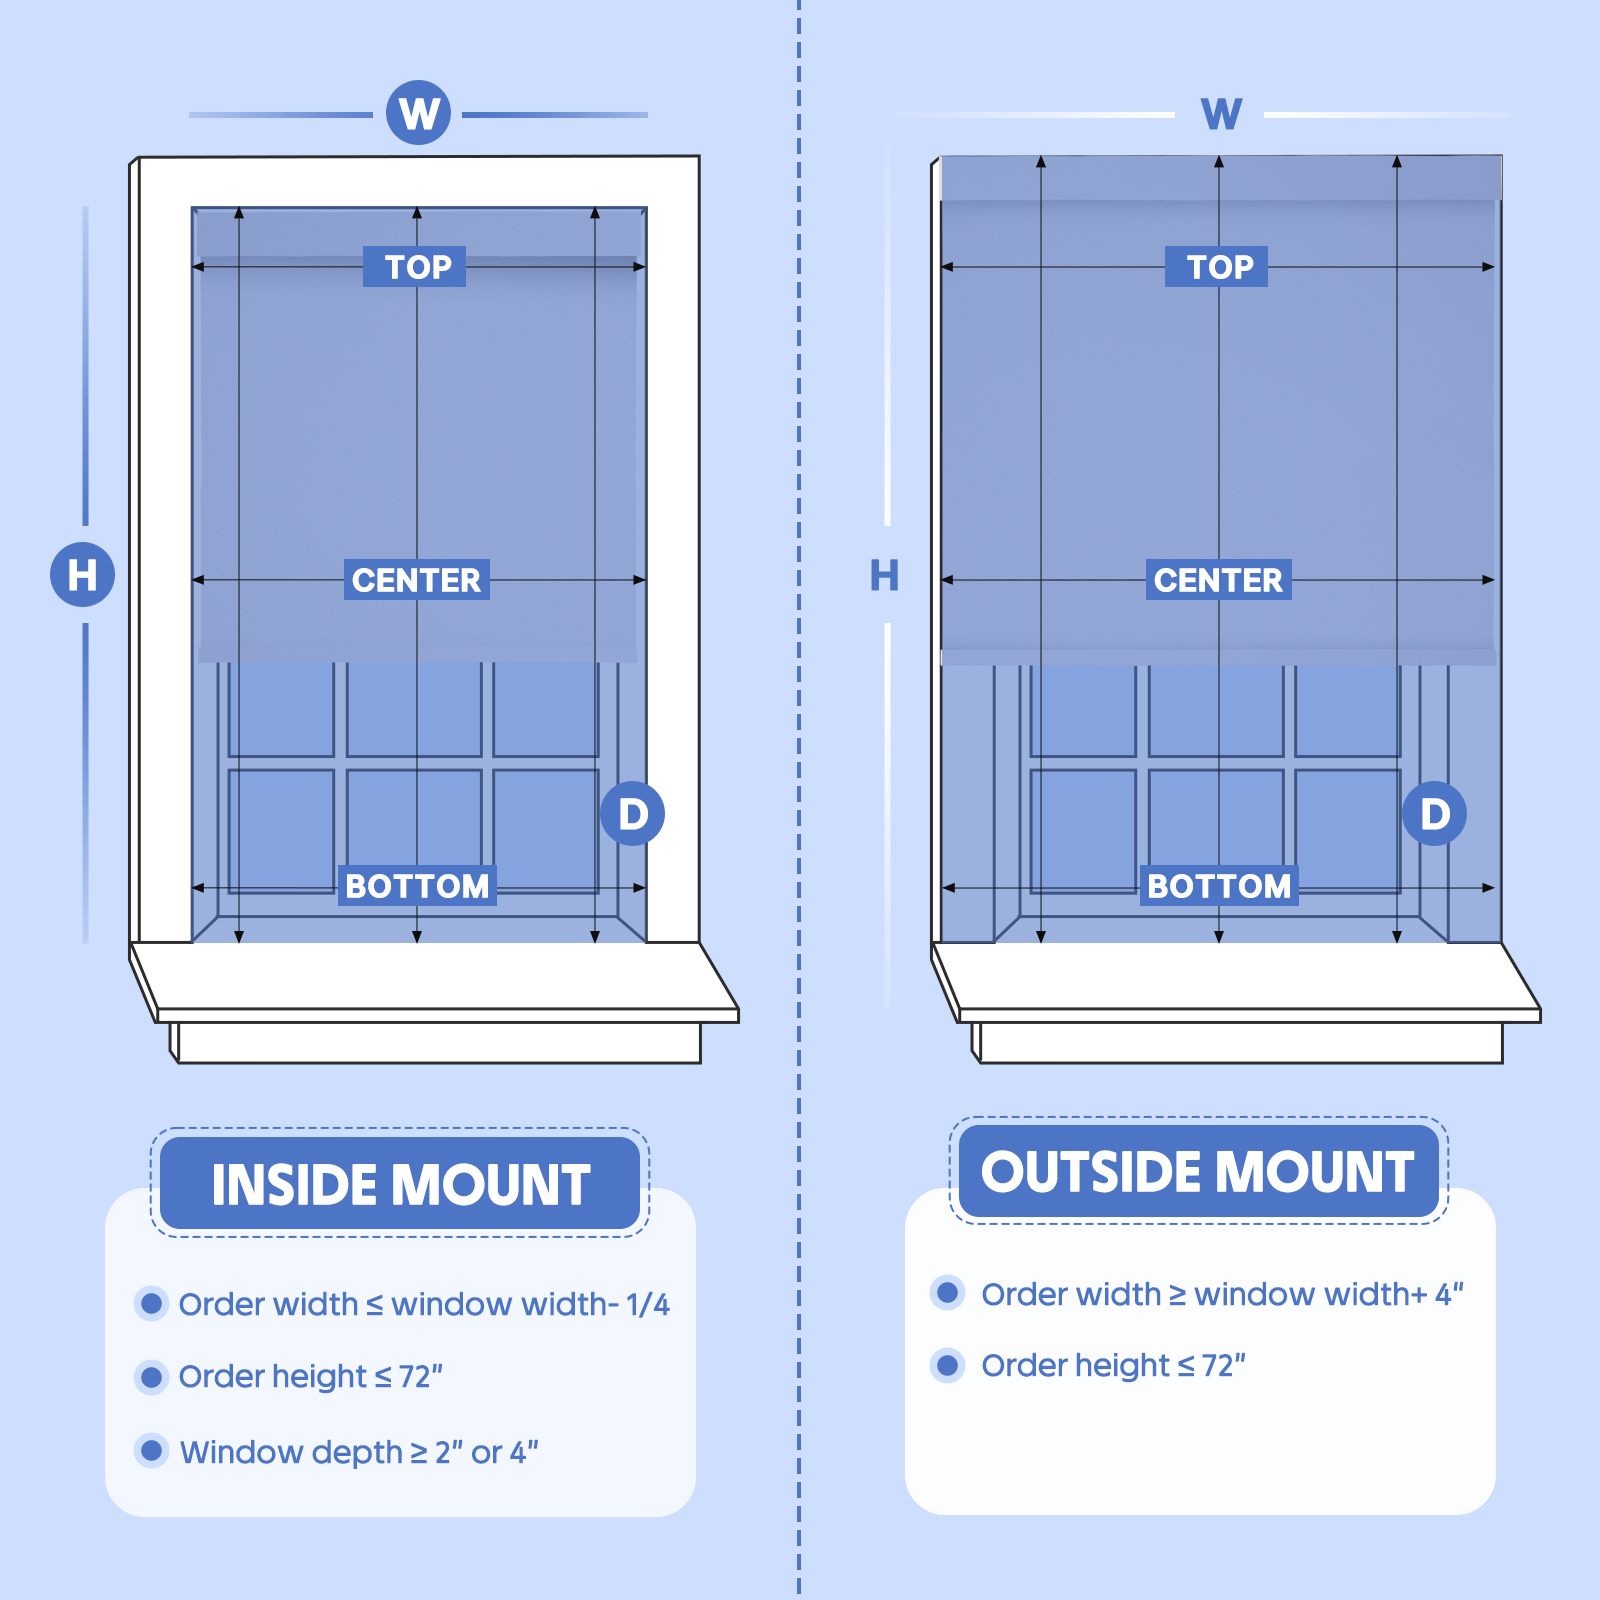 W
H
TOP
CENTER
D
BOTTOM
INSIDE MOUNT
Order width ≤ window width- 1/4
Order height ≤ 72"
Window depth ≥ 2" or 4"
W
H
TOP
CENTER
D
BOTTOM
OUTSIDE MOUNT
Order width ≥ window width+ 4"
Order height ≤ 72"